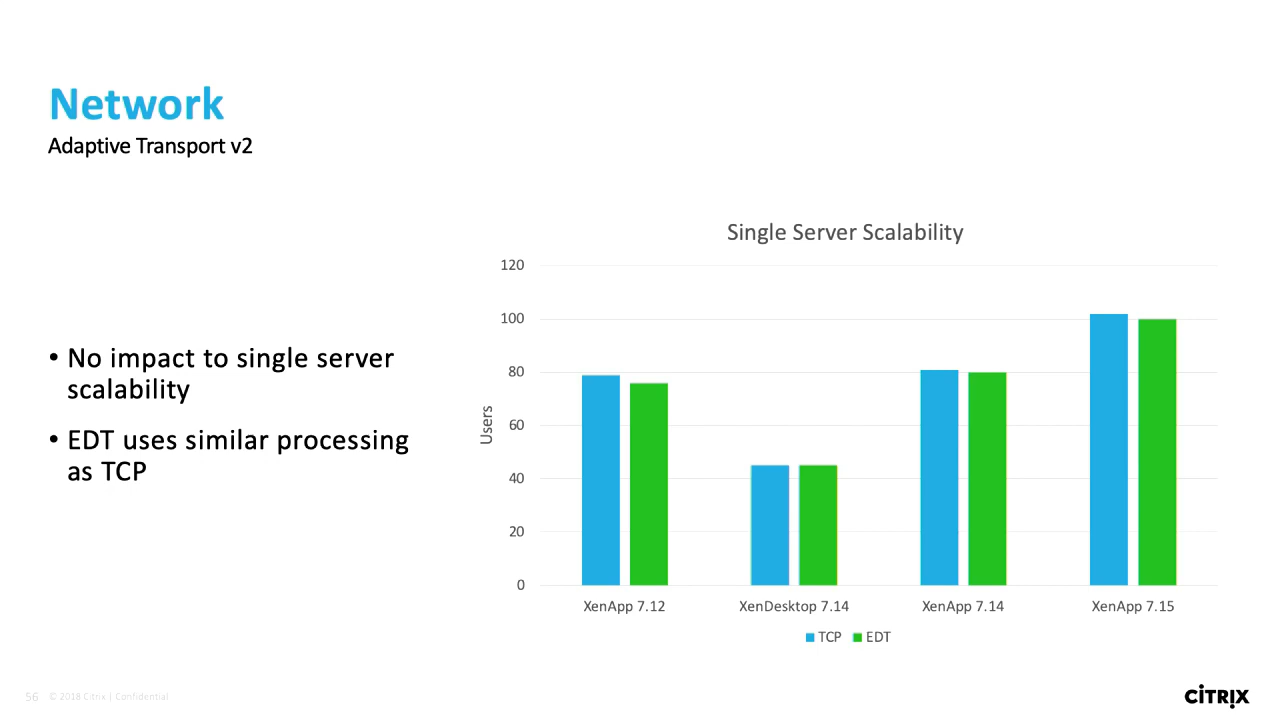 Network
Adaptive Transport v2
• No impact to single server
scalability
• EDT uses similar processing
as TCP
Single Server Scalability
Users
120
100
80
60
40
20
0
XenApp 7.12
XenDesktop 7.14
XenApp 7.14
XenApp 7.15
TCP
EDT
56
© 2018 Citrix | Confidential
CITRIX